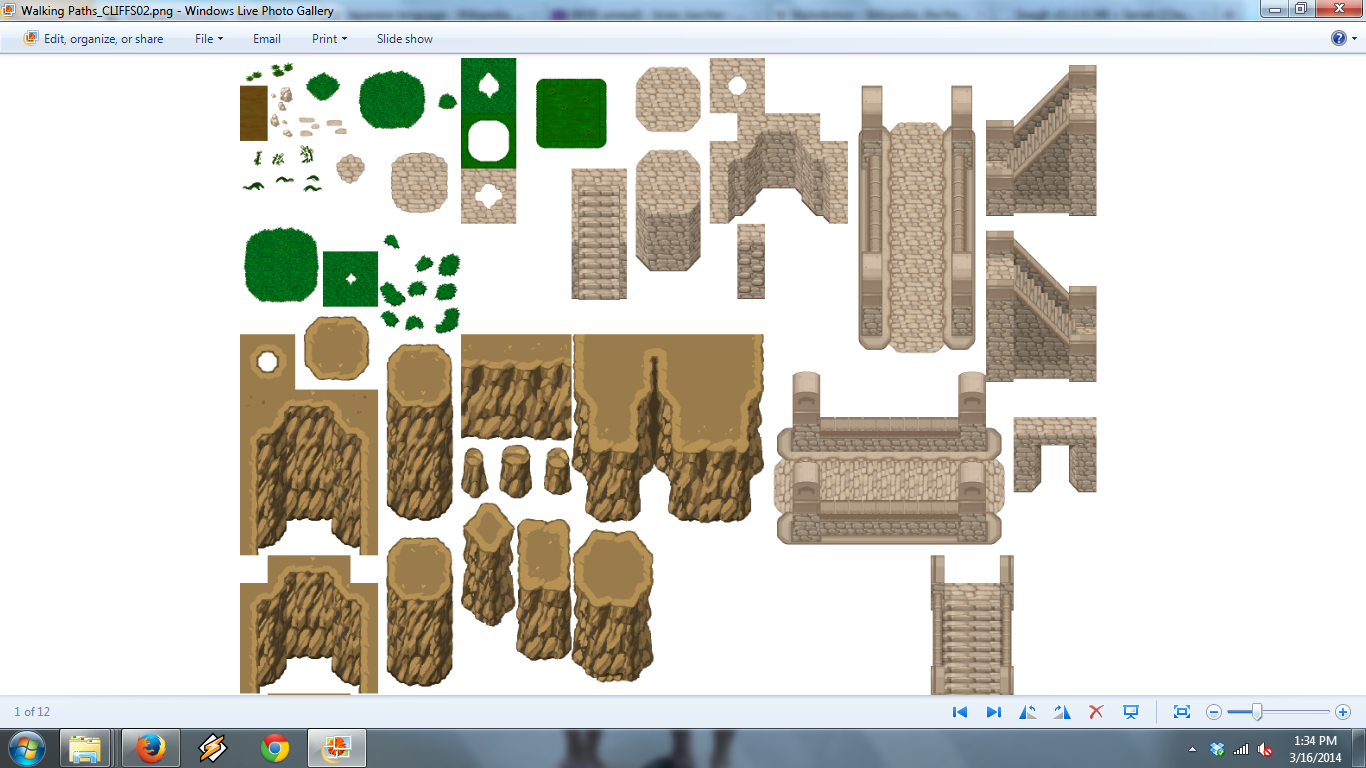 Walking Paths_CLIFFS02.png - Windows Live Photo Gallery
Edit, organize, or share File Email Print Slide show
1 of 12
1:34 PM
3/16/2014